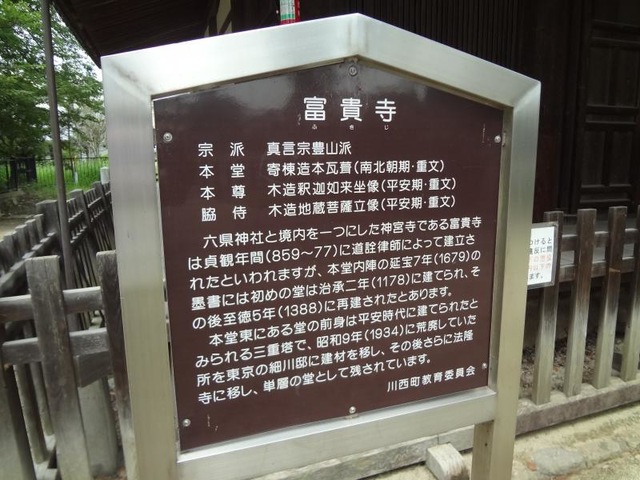 富貴寺
ふきじ
宗派 真言宗豊山派
本堂 寄棟造本瓦葺(南北朝期・重文)
本尊 木造釈迦如来坐像(平安期・重文)
脇侍 木造地蔵菩薩立像(平安期・重文)
六県神社と境内を一つにした神宮寺である富貴寺
は貞観年間(859~77)に道詮律師によって建立さ
れたといわれますが、本堂内陣の延宝7年(1679)の
墨書には初めの堂は治承二年(1178)に建てられ、そ
の後至徳5年(1388)に再建されたとあります。
本堂東にある堂の前身は平安時代に建てられたと
みられる三重塔で、昭和9年(1934)に荒廃していた
所を東京の細川邸に建材を移し、その後さらに法隆
寺に移し、単層の堂として残されています。
川西町教育委員会